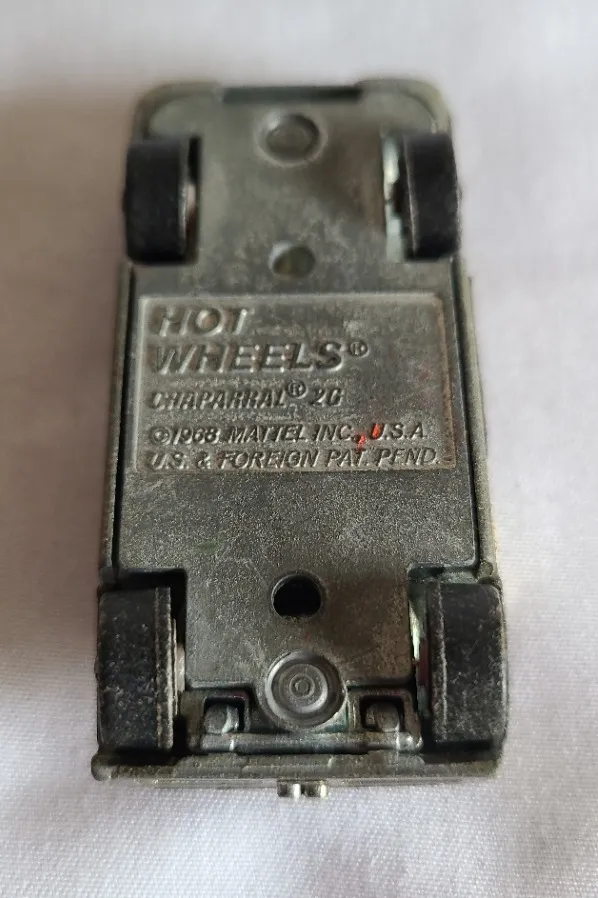 HOT
WHEELS®
CHAPARRAL® 2G
©1968 MATTEL INC., U.S.A.
U.S. & FOREIGN PAT. PEND.